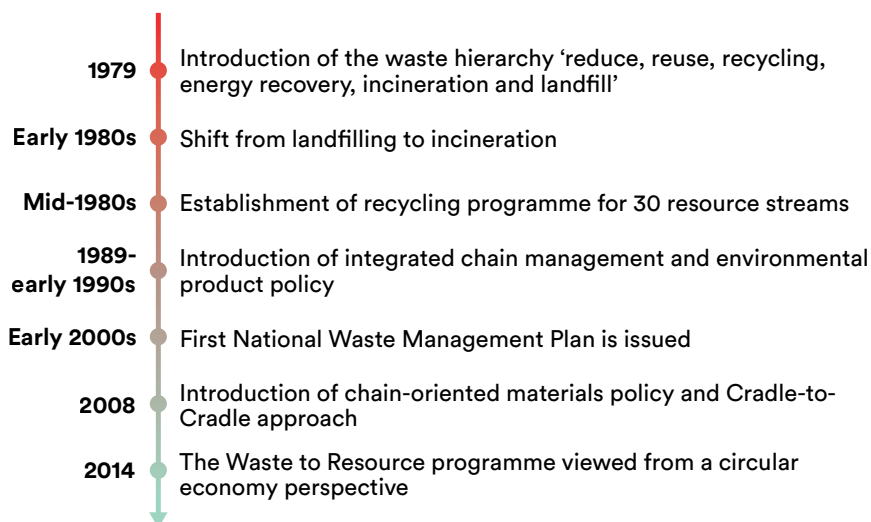 1979
Introduction of the waste hierarchy ‘reduce, reuse, recycling,
energy recovery, incineration and landfill’
Early 1980s
Shift from landfilling to incineration
Mid-1980s
Establishment of recycling programme for 30 resource streams
1989-
early 1990s
Introduction of integrated chain management and environmental
product policy
Early 2000s
First National Waste Management Plan is issued
2008
Introduction of chain-oriented materials policy and Cradle-to-
Cradle approach
2014
The Waste to Resource programme viewed from a circular
economy perspective